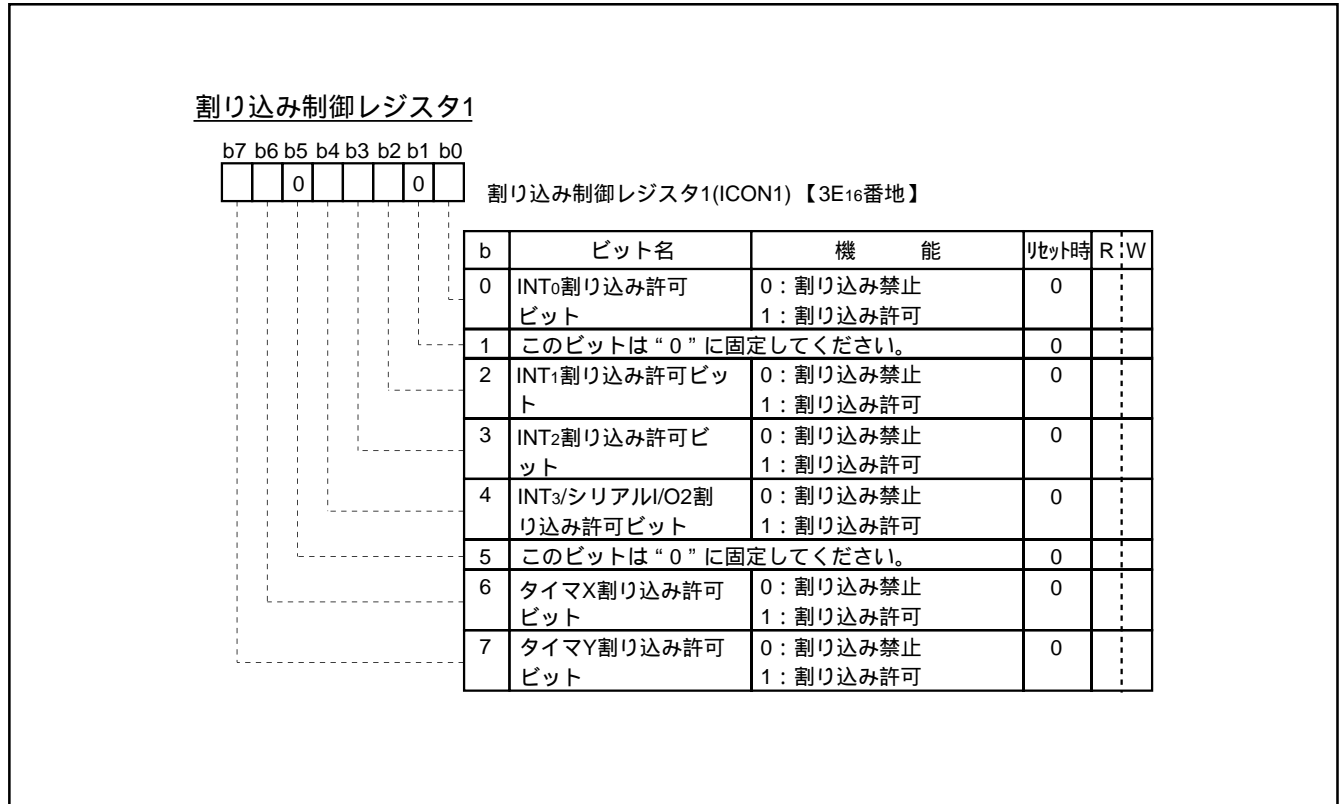 割り込み制御レジスタ1
b7 b6 b5 b4 b3 b2 b1 b0
0 0
割り込み制御レジスタ1(ICON1)【3E16番地】
b ビット名 機 能 リセット時 R W
0 INT0割り込み許可 0:割り込み禁止 0
ビット 1:割り込み許可
1 このビットは“0”に固定してください。 0
2 INT1割り込み許可ビッ 0:割り込み禁止 0
ト 1:割り込み許可
3 INT2割り込み許可ビ 0:割り込み禁止 0
ット 1:割り込み許可
4 INT3/シリアルI/O2割 0:割り込み禁止 0
り込み許可ビット 1:割り込み許可
5 このビットは“0”に固定してください。 0
6 タイマX割り込み許可 0:割り込み禁止 0
ビット 1:割り込み許可
7 タイマY割り込み許可 0:割り込み禁止 0
ビット 1:割り込み許可